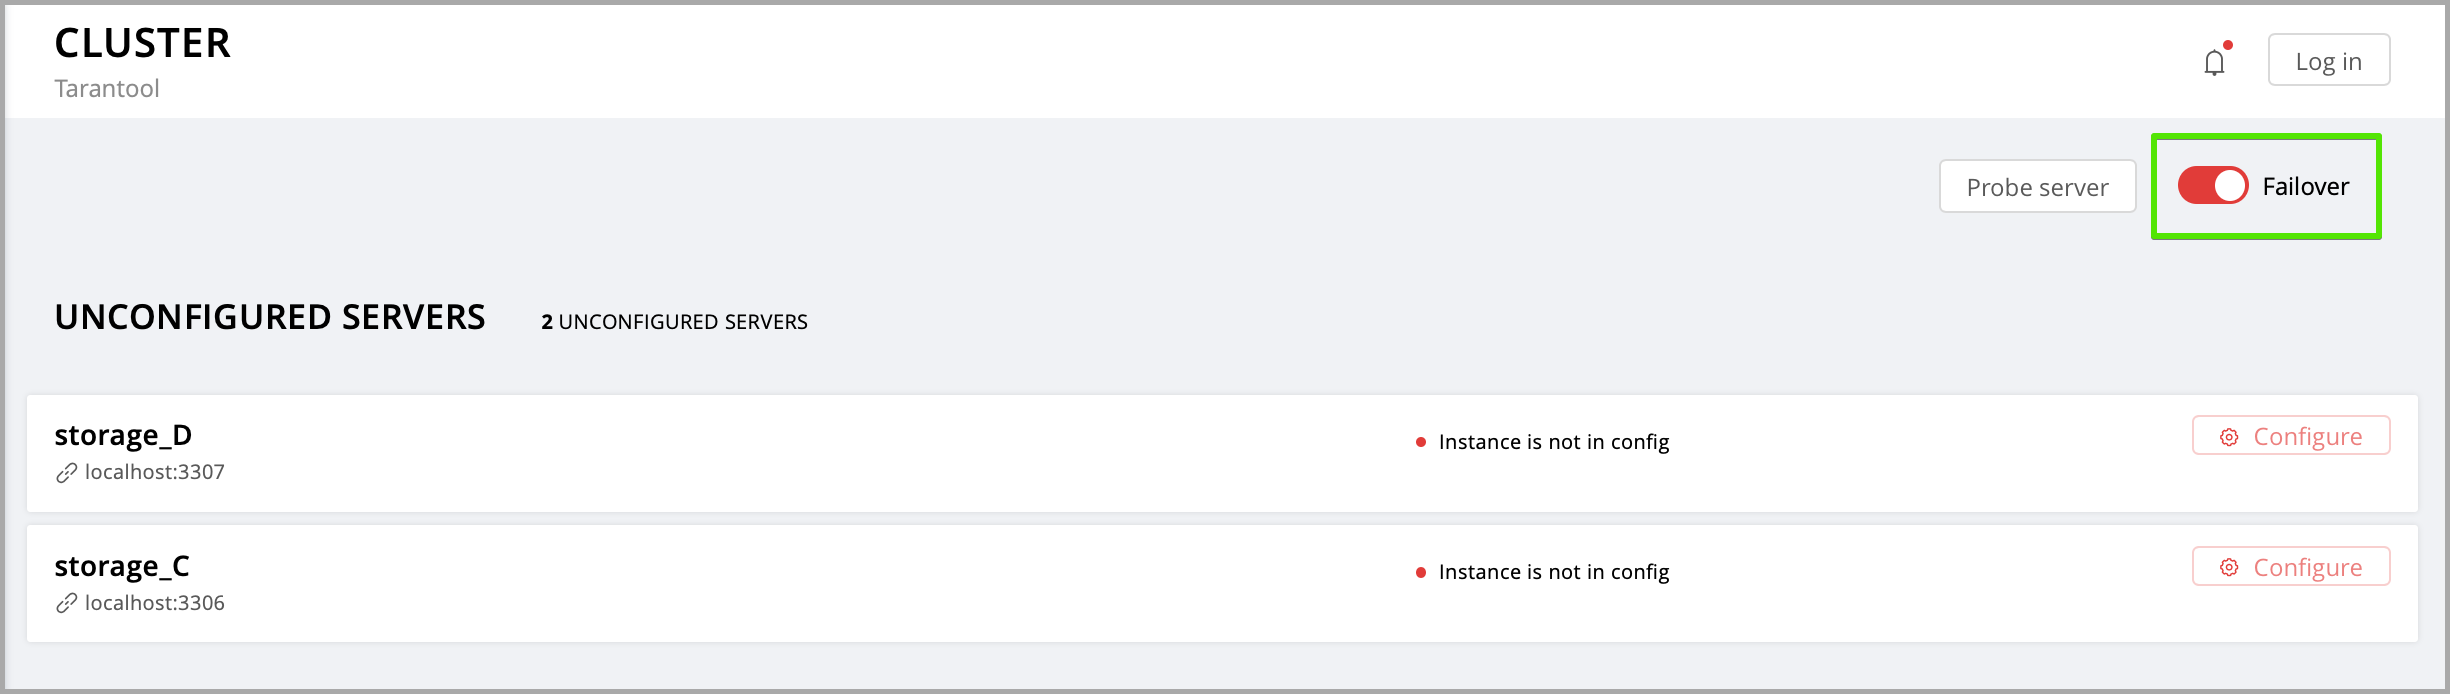 CLUSTER
Tarantool
Log in
Probe server
Failover
UNCONFIGURED SERVERS
2 UNCONFIGURED SERVERS
storage_D
localhost:3307
Instance is not in config
Configure
storage_C
localhost:3306
Instance is not in config
Configure